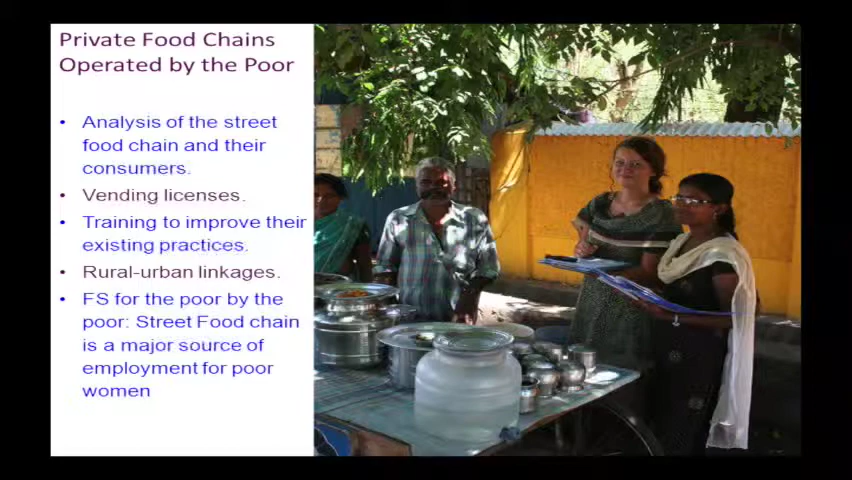 Private Food Chains
Operated by the Poor
• Analysis of the street
food chain and their
consumers.
• Vending licenses.
• Training to improve their
existing practices.
• Rural-urban linkages.
• FS for the poor by the
poor: Street Food chain
is a major source of
employment for poor
women